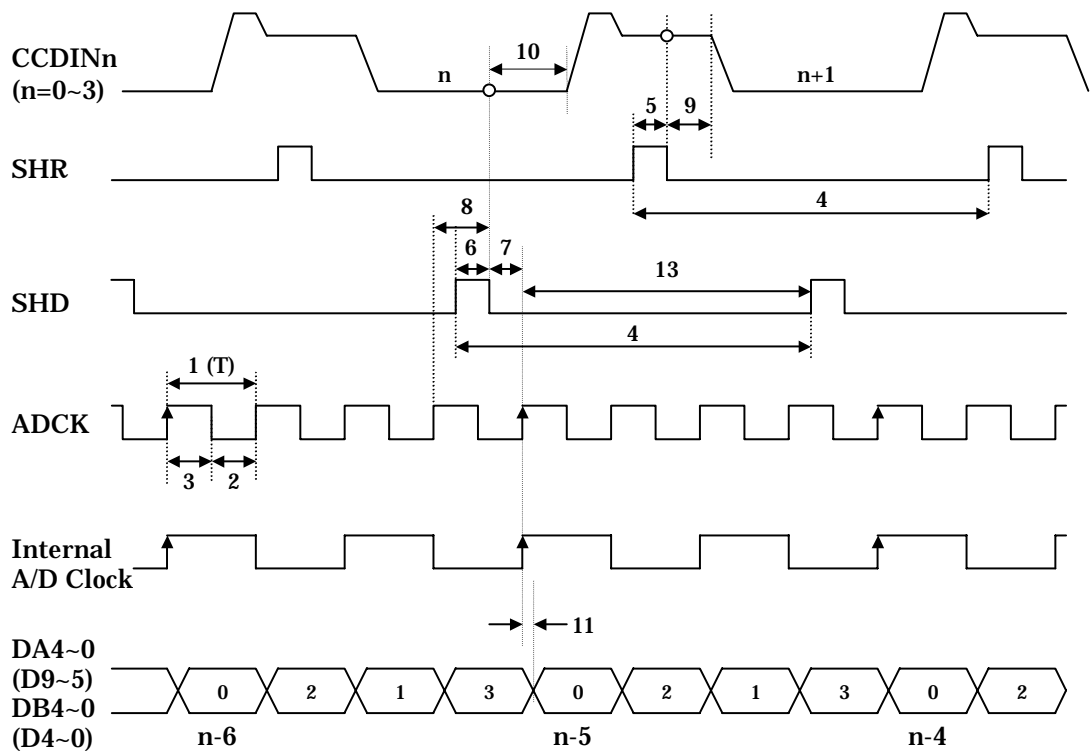 CCDINn
(n=0~3)
n
10
n+1
5
9
SHR
4
8
6
7
13
SHD
4
1 (T)
ADCK
3
2
Internal
A/D Clock
11
DA4~0
(D9~5)
DB4~0
(D4~0)
0 2 1 3 0 2 1 3 0 2
n-6 n-5 n-4